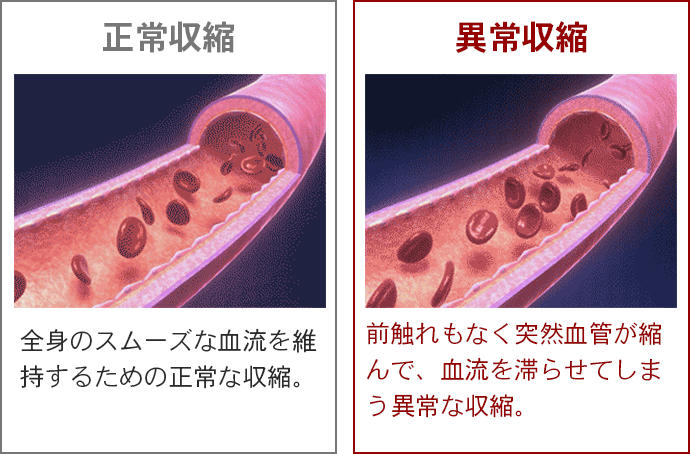 正常収縮
全身のスムーズな血流を維
持するための正常な収縮。
異常収縮
前触れもなく突然血管が縮
んで、血流を滞らせてしま
う異常な収縮。